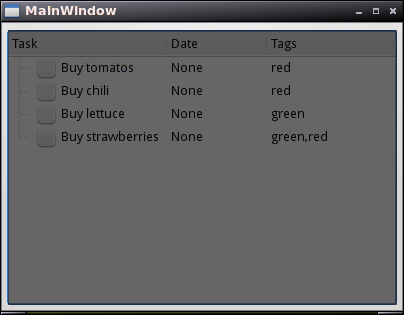 MainWindow
Task Date Tags
Buy tomatos None red
Buy chili None red
Buy lettuce None green
Buy strawberries None green,red